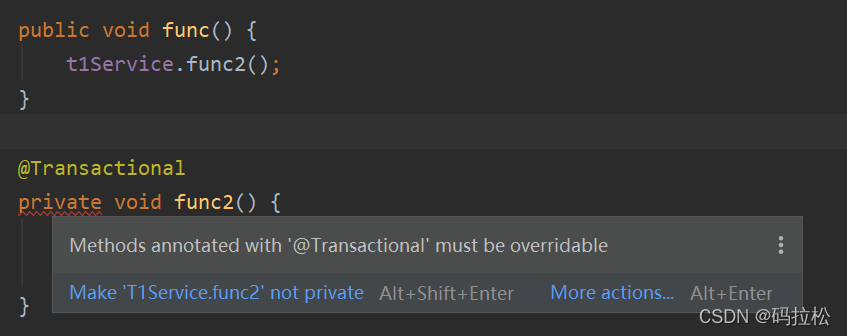 public void func() {
t1Service.func2();
}
@Transactional
private void func2() {
Methods annotated with '@Transactional' must be overridable
Make 'T1Service.func2' not private Alt+Shift+Enter More actions... Alt+Enter
}
CSDN @码拉松